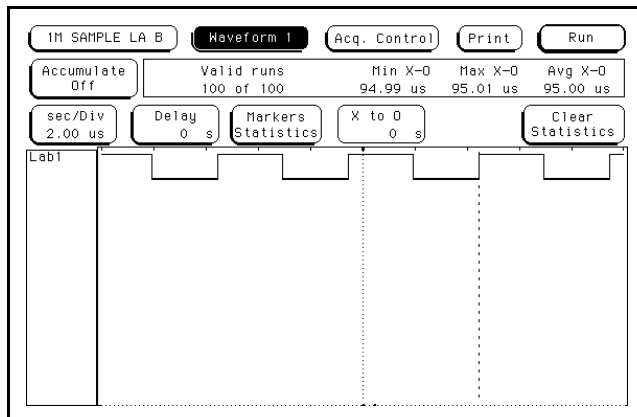 1M SAMPLE LA B Waveform 1 Acq. Control Print Run
Accumulate Off
Valid runs Min X-O Max X-O Avg X-O
100 of 100 94.99 us 95.01 us 95.00 us
sec/Div 2.00 us
Delay 0 s
Markers Statistics
X to O 0 s
Clear Statistics
Lab1